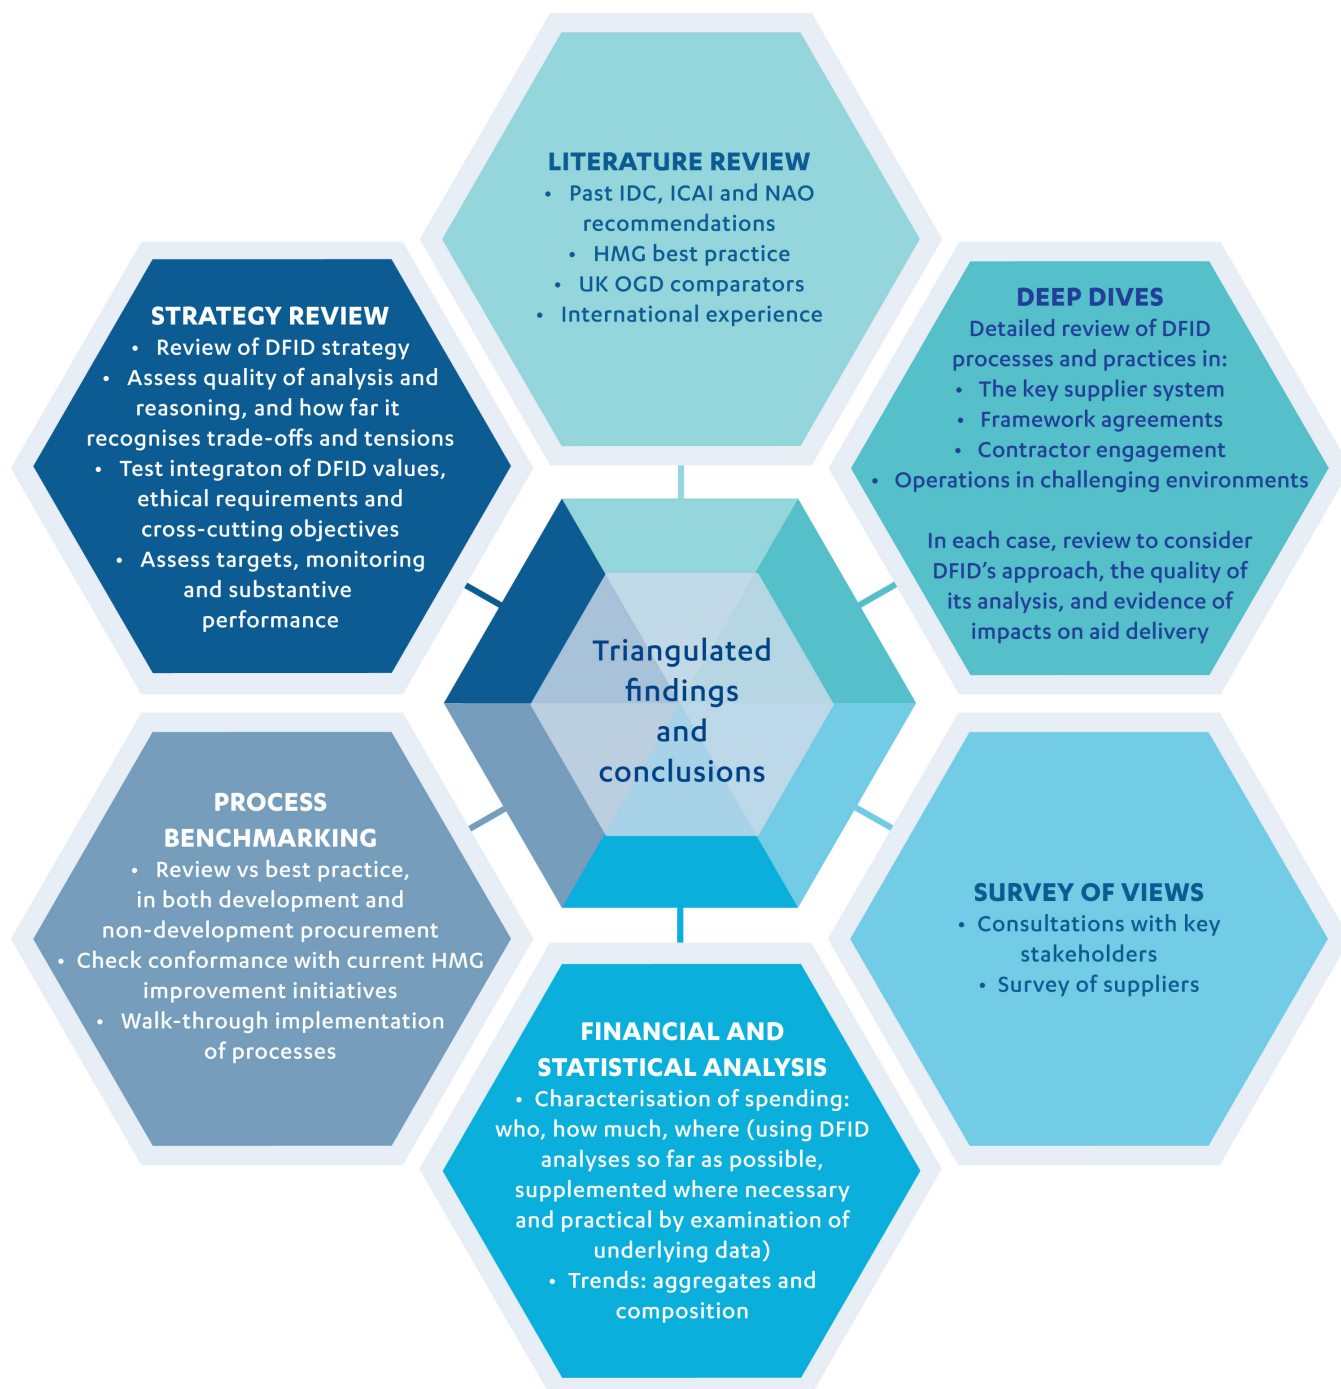 LITERATURE REVIEW
• Past IDC, ICAI and NAO
recommendations
• HMG best practice
• UK OGD comparators
• International experience
STRATEGY REVIEW
• Review of DFID strategy
• Assess quality of analysis and
reasoning, and how far it
recognises trade-offs and tensions
• Test integraton of DFID values,
ethical requirements and
cross-cutting objectives
• Assess targets, monitoring
and substantive
performance
DEEP DIVES
Detailed review of DFID
processes and practices in:
• The key supplier system
• Framework agreements
• Contractor engagement
• Operations in challenging environments
In each case, review to consider
DFID’s approach, the quality of
its analysis, and evidence of
impacts on aid delivery
Triangulated
findings
and
conclusions
PROCESS
BENCHMARKING
• Review vs best practice,
in both development and
non-development procurement
• Check conformance with current HMG
improvement initiatives
• Walk-through implementation
of processes
SURVEY OF VIEWS
• Consultations with key
stakeholders
• Survey of suppliers
FINANCIAL AND
STATISTICAL ANALYSIS
• Characterisation of spending:
who, how much, where (using DFID
analyses so far as possible,
supplemented where necessary
and practical by examination of
underlying data)
• Trends: aggregates and
composition